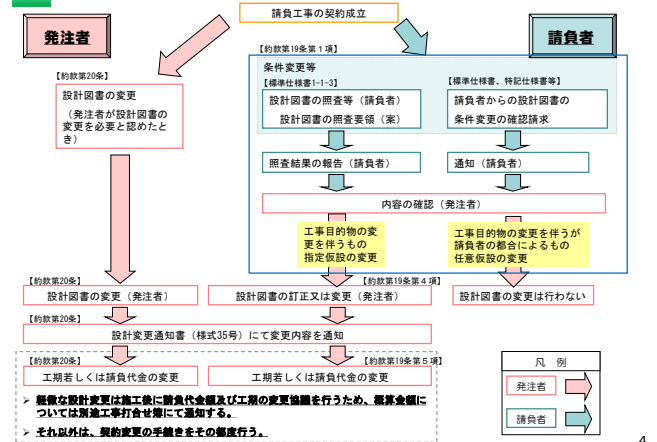 請負工事の契約成立
発注者
請負者
【約款第19条第1項】
条件変更等
【約款第20条】
設計図書の変更
（発注者が設計図書の
変更を必要と認めたと
き）
【標準仕様書1-1-3】
設計図書の照査等（請負者）
設計図書の照査要領（案）
【標準仕様書、特記仕様書等】
請負者からの設計図書の
条件変更の確認請求
照査結果の報告（請負者）
通知（請負者）
内容の確認（発注者）
工事目的物の変
更を伴うもの
指定仮設の変更
工事目的物の変更を伴うが
請負者の都合によるもの
任意仮設の変更
【約款第20条】
設計図書の変更（発注者）
【約款第19条第4項】
設計図書の訂正又は変更（発注者）
設計図書の変更は行わない
【約款第20条】
設計変更通知書（様式35号）にて変更内容を通知
【約款第20条】
工期若しくは請負代金の変更
【約款第19条第5項】
工期若しくは請負代金の変更
➢ 軽微な設計変更は施工後に請負代金額及び工期の変更協議を行うため、概算金額に
ついては別途工事打合せ簿にて通知する。
➢ それ以外は、契約変更の手続きをその都度行う。
凡 例
発注者
請負者
4